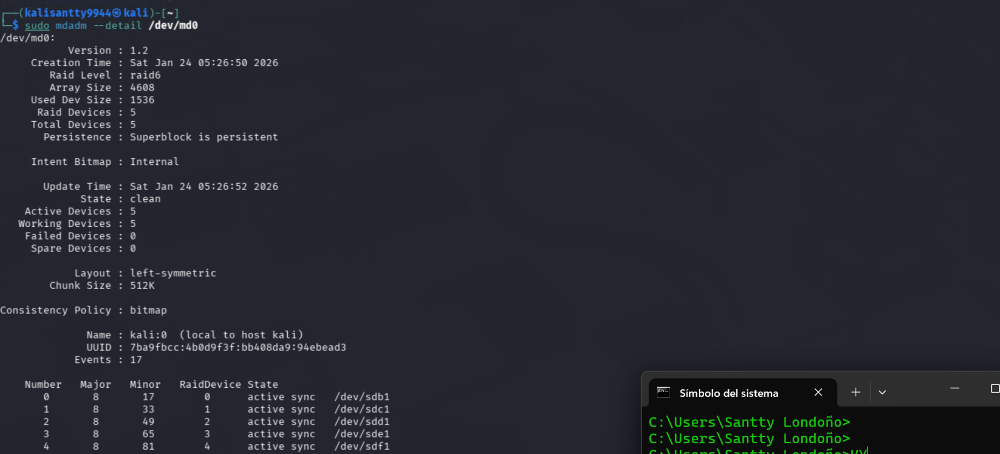 ┌──(kalisantty9944㉿kali)-[~]
└─$ sudo mdadm --detail /dev/md0
/dev/md0:
           Version : 1.2
     Creation Time : Sat Jan 24 05:26:50 2026
        Raid Level : raid6
        Array Size : 4608
     Used Dev Size : 1536
      Raid Devices : 5
     Total Devices : 5
       Persistence : Superblock is persistent
     Intent Bitmap : Internal
       Update Time : Sat Jan 24 05:26:52 2026
             State : clean
    Active Devices : 5
   Working Devices : 5
    Failed Devices : 0
     Spare Devices : 0
            Layout : left-symmetric
        Chunk Size : 512K
Consistency Policy : bitmap
              Name : kali:0  (local to host kali)
              UUID : 7ba9fbcc:4b0d9f3f:bb408da9:94ebead3
            Events : 17
    Number   Major   Minor   RaidDevice State
       0       8       17        0      active sync   /dev/sdb1
       1       8       33        1      active sync   /dev/sdc1
       2       8       49        2      active sync   /dev/sdd1
       3       8       65        3      active sync   /dev/sde1
       4       8       81        4      active sync   /dev/sdf1
Símbolo del sistema
C:\Users\Santty Londoño>
C:\Users\Santty Londoño>
C:\Users\Santty Londoño>